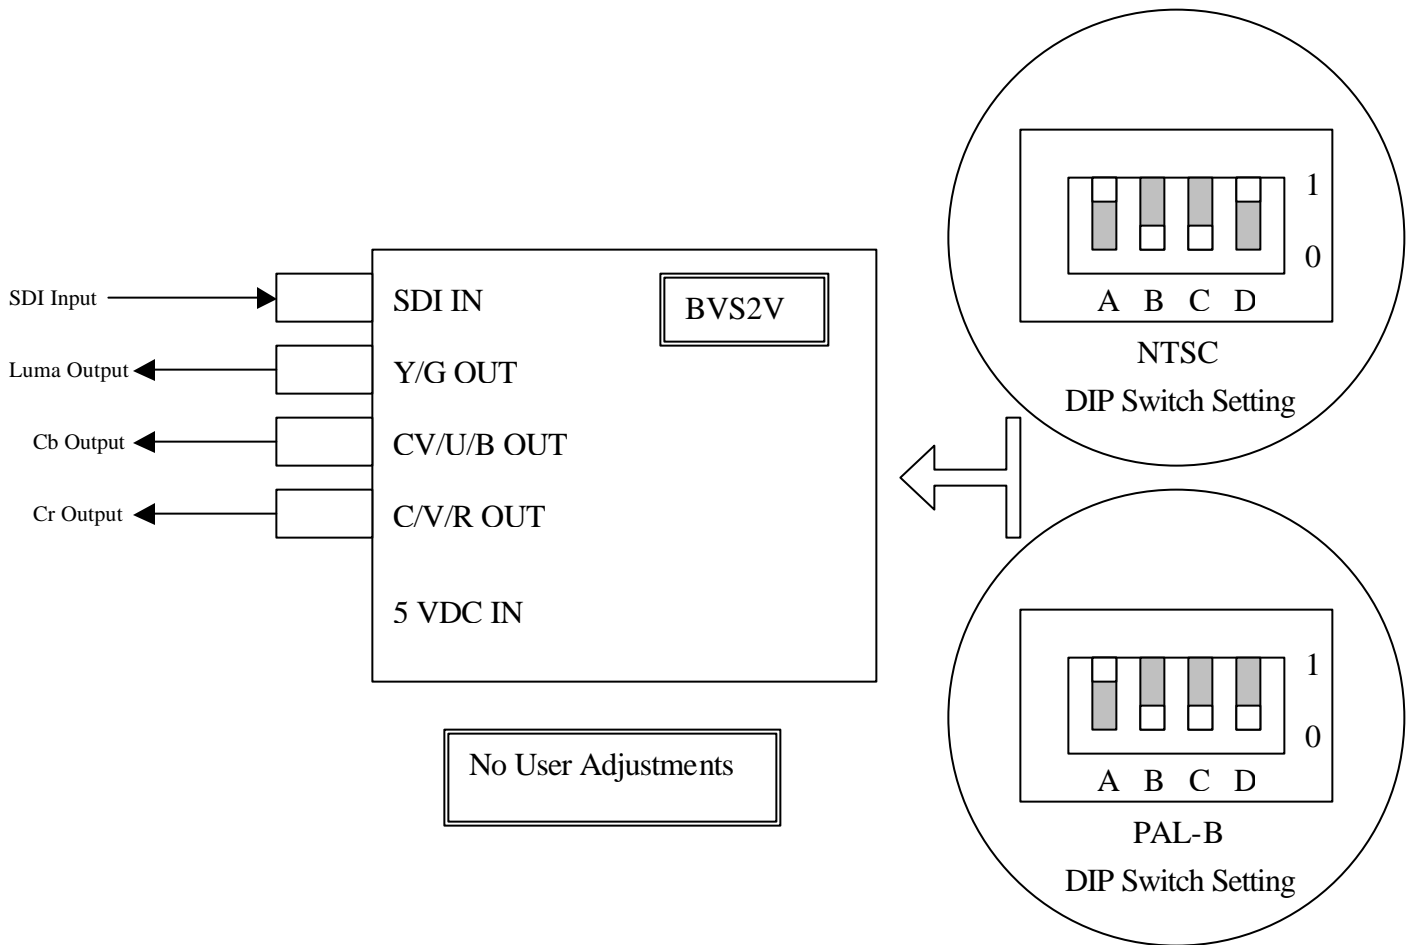 SDI Input
Luma Output
Cb Output
Cr Output
SDI IN
BVS2V
Y/G OUT
CV/U/B OUT
C/V/R OUT
5 VDC IN
No User Adjustments
1
0
A B C D
NTSC
DIP Switch Setting
1
0
A B C D
PAL-B
DIP Switch Setting